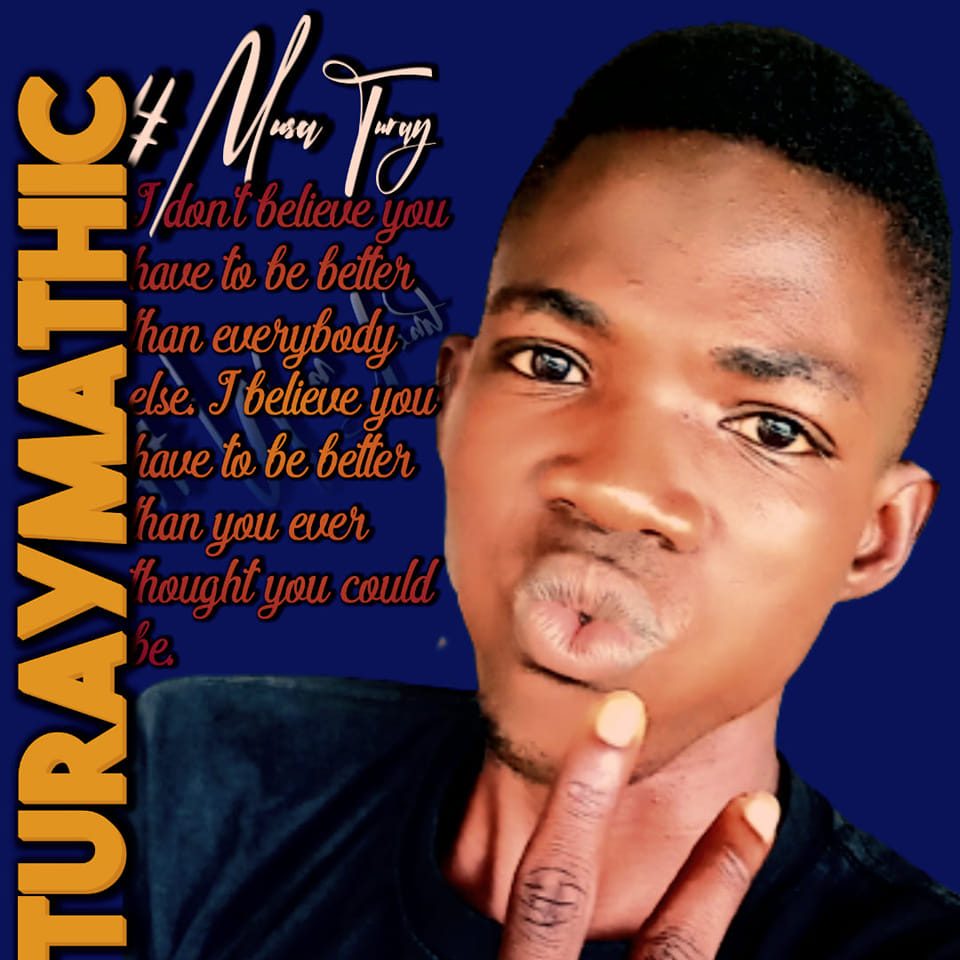 TURAYMATHIC
# Musa Turay
I don't believe you
have to be better
than everybody
else. I believe you
have to be better
than you ever
thought you could
be.